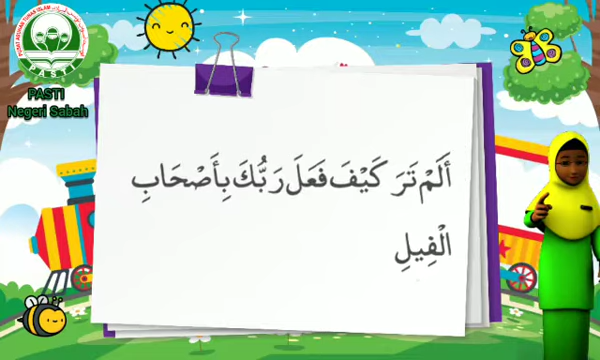 PASTI
Negeri Sabah
أَلَمْ تَرَ كَيْفَ فَعَلَ رَبُّكَ بِأَصْحَابِ
الْفِيلِ